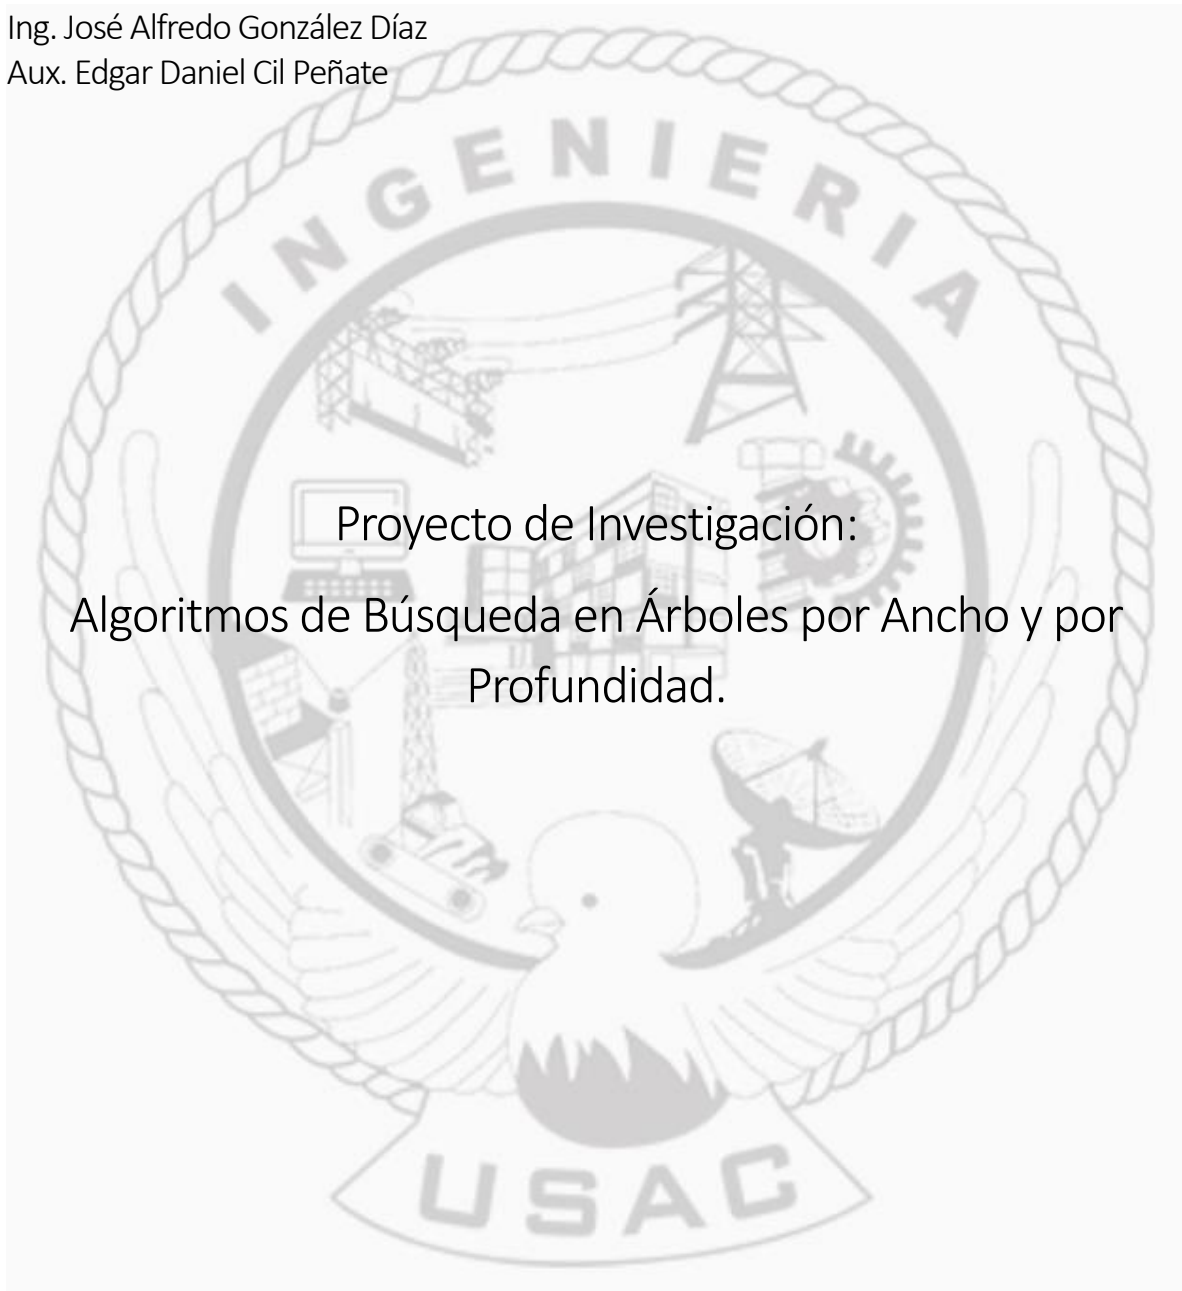 Ing. José Alfredo González Díaz
Aux. Edgar Daniel Cil Peñate
INGENIERIA
Proyecto de Investigación:
Algoritmos de Búsqueda en Árboles por Ancho y por
Profundidad.
USAC